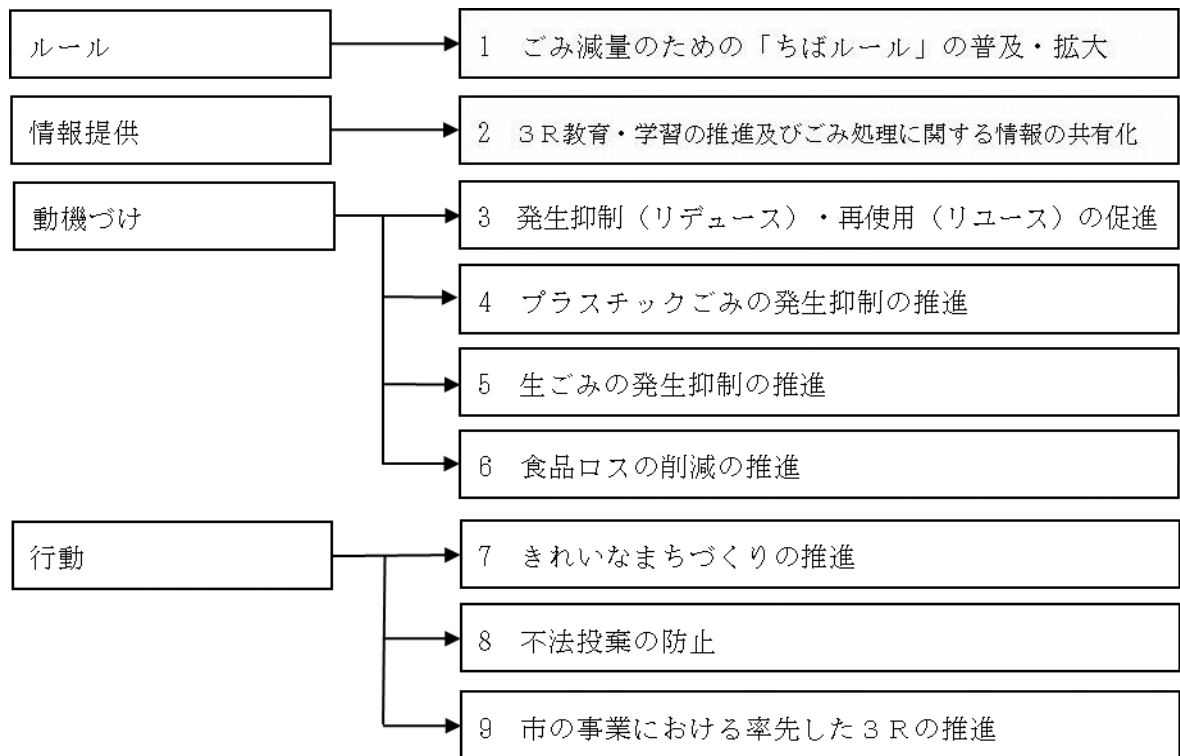 ルール
1 ごみ減量のための「ちばルール」の普及・拡大
情報提供
2 3R教育・学習の推進及びごみ処理に関する情報の共有化
動機づけ
3 発生抑制（リデュース）・再使用（リユース）の促進
4 プラスチックごみの発生抑制の推進
5 生ごみの発生抑制の推進
6 食品ロスの削減の推進
行動
7 きれいなまちづくりの推進
8 不法投棄の防止
9 市の事業における率先した3Rの推進